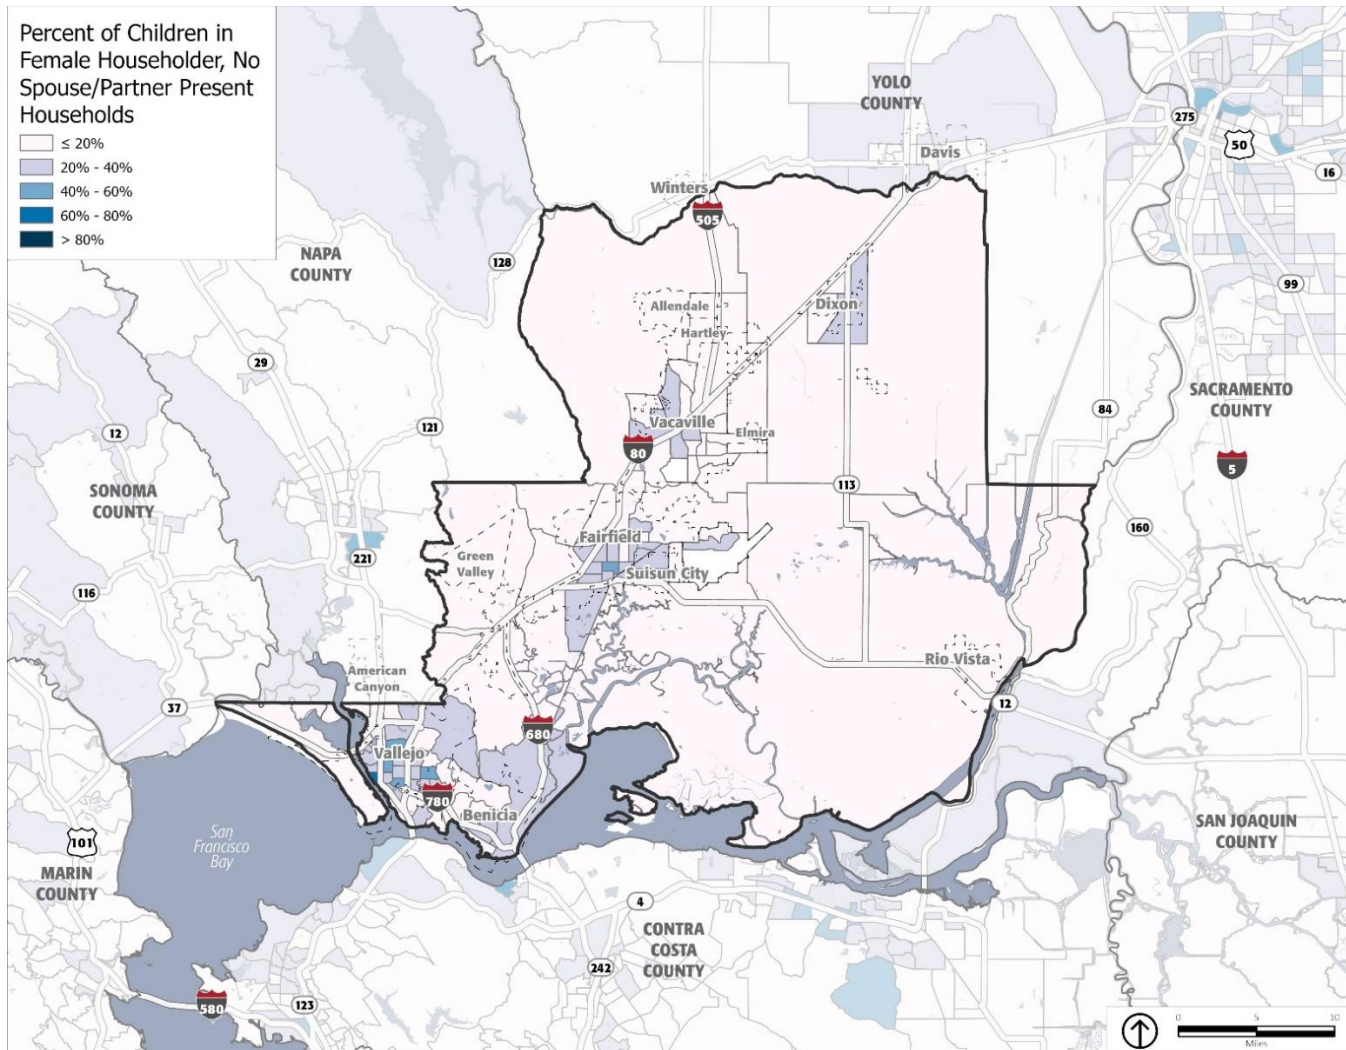 Percent of Children in
Female Householder, No
Spouse/Partner Present
Households
≤ 20%
20% - 40%
40% - 60%
60% - 80%
> 80%
YOLO
COUNTY
275
50
Davis
16
Winters
505
NAPA
COUNTY
128
99
Allendale
Dixon
Hartley
29
SACRAMENTO
COUNTY
84
121
Vacaville
12
Elmira
80
5
SONOMA
COUNTY
113
160
Fairfield
221
Green
Valley
Suisun City
116
Rio Vista
American
Canyon
37
12
680
Vallejo
780
Benicia
San
Francisco
Bay
101
MARIN
COUNTY
SAN JOAQUIN
COUNTY
4
CONTRA
COSTA
COUNTY
242
580
123
0
5
10
Miles